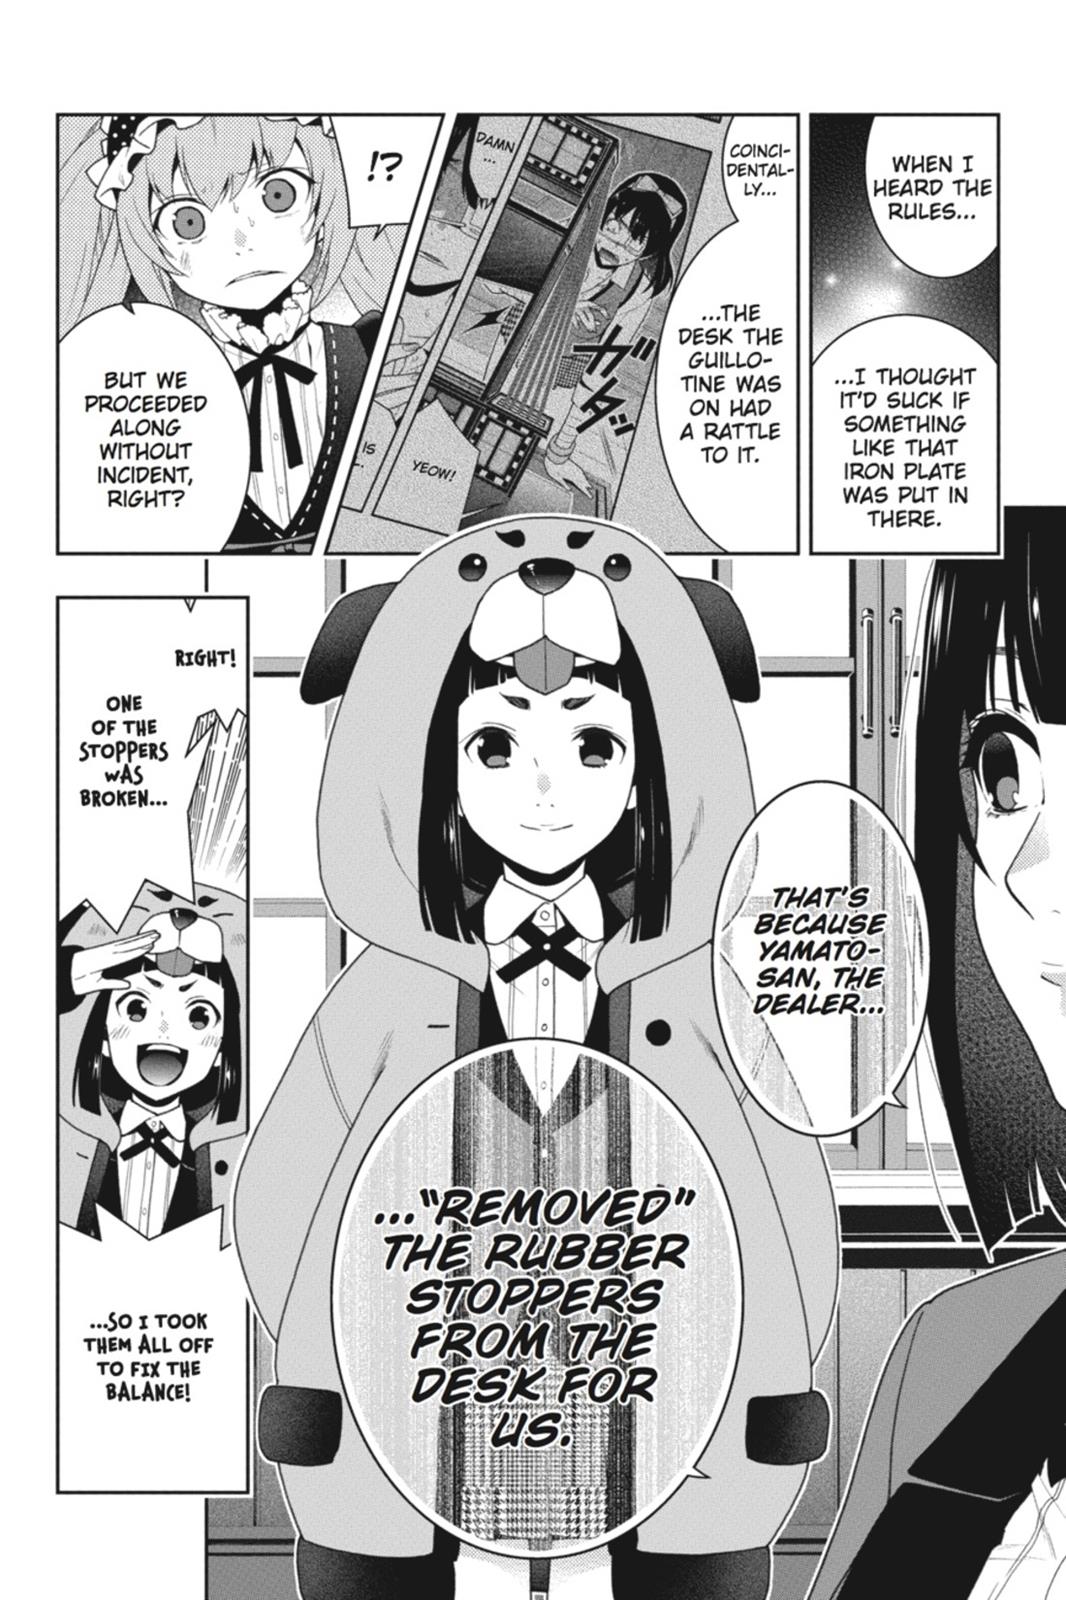 WHEN I
HEARD THE
RULES...
...I THOUGHT
IT'D SUCK IF
SOMETHING
LIKE THAT
IRON PLATE
WAS PUT IN
THERE.
COINCI-
DENTAL-
LY...
...THE
DESK THE
GUILLO-
TINE WAS
ON HAD
A RATTLE
TO IT.
DAMN
...
ガタッ
YEOW!
IS
!?
BUT WE
PROCEEDED
ALONG
WITHOUT
INCIDENT,
RIGHT?
THAT'S
BECAUSE
YAMATO-
SAN, THE
DEALER...
..."REMOVED"
THE RUBBER
STOPPERS
FROM THE
DESK FOR
US.
RIGHT!
ONE
OF THE
STOPPERS
WAS
BROKEN...
...SO I TOOK
THEM ALL OFF
TO FIX THE
BALANCE!